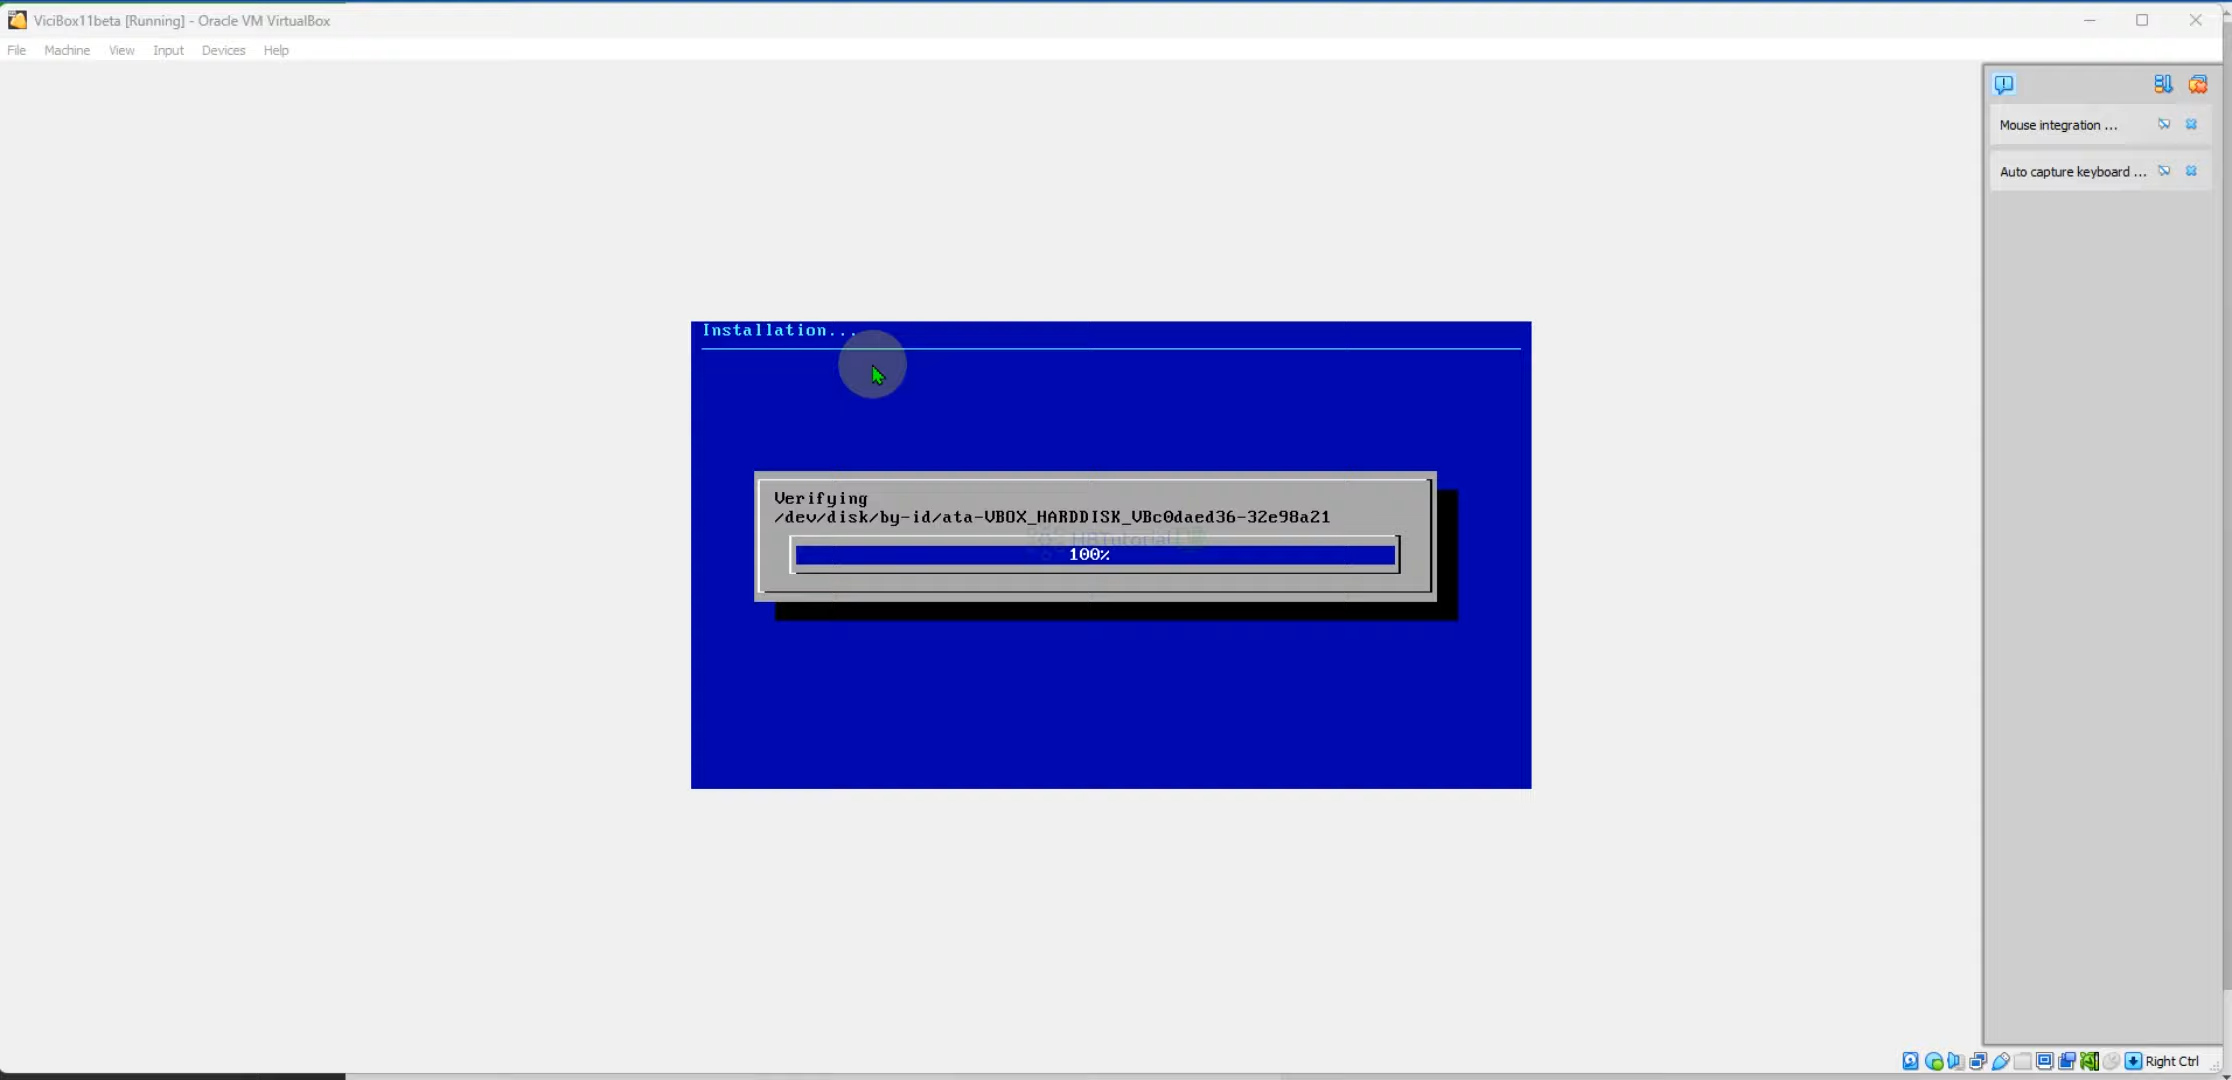 ViciBox11beta [Running] - Oracle VM VirtualBox
File Machine View Input Devices Help
Mouse integration ...
Auto capture keyboard ...
Installation...
Verifying
/dev/disk/by-id/ata-VBOX_HARDDISK_VBc0daed36-32e98a21
HBTutorial
100%
Right Ctrl